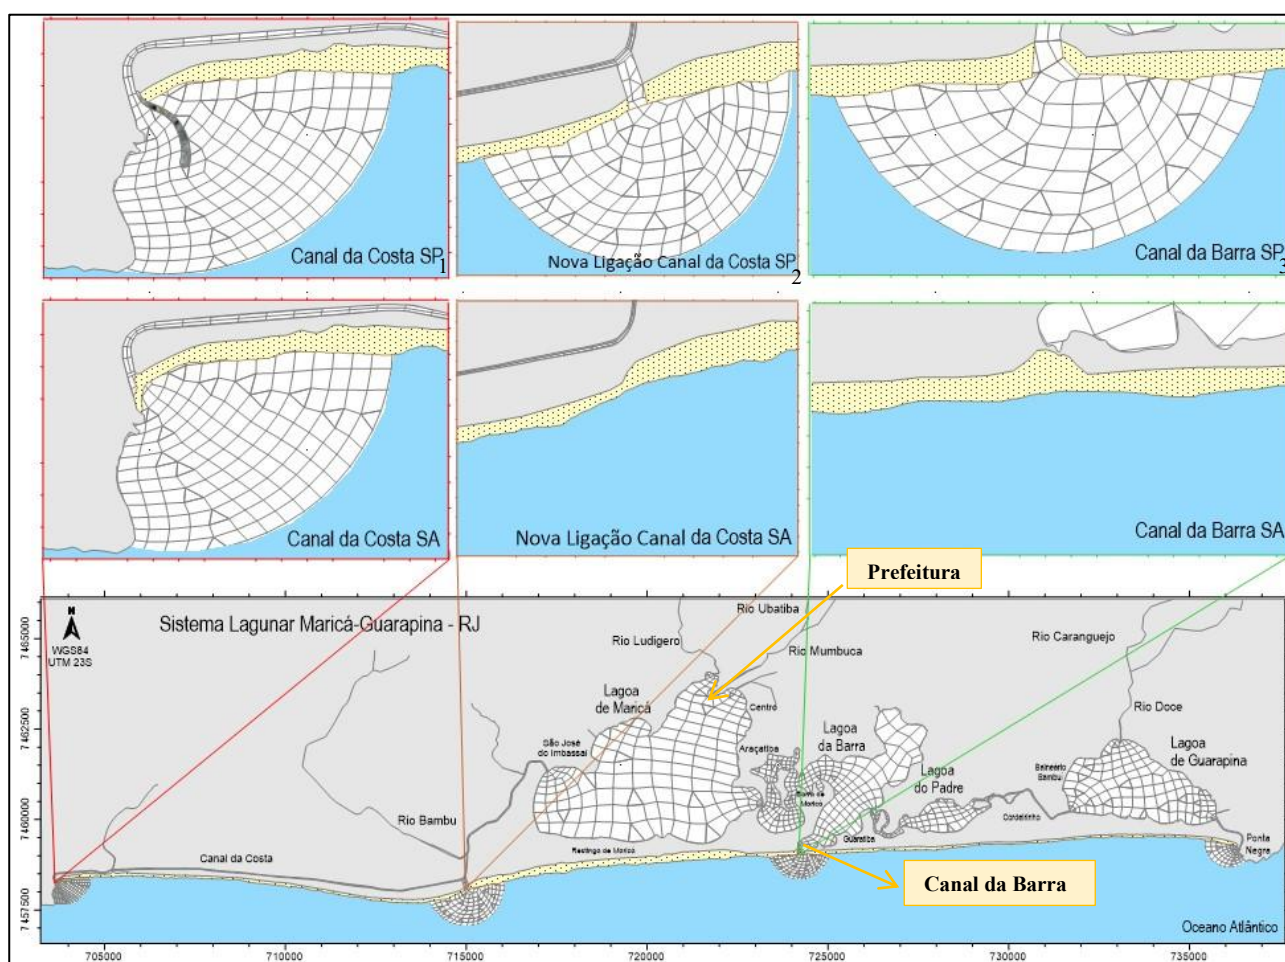 Canal da Costa SP
1
Nova Ligação Canal da Costa SP
2
Canal da Barra SP
3
Canal da Costa SA
Nova Ligação Canal da Costa SA
Canal da Barra SA
Prefeitura
Sistema Lagunar Maricá-Guarapina - RJ
N
WGS84
UTM 23S
Rio Ubatiba
Rio Ludigero
Rio Mumbuca
Rio Caranguejo
Lagoa
de Maricá
Centro
Rio Doce
São José
do Imbassaí
Araçatiba
Lagoa
da Barra
Lagoa
de Guarapina
Balneário
Bambu
Lagoa
do Padre
Barra de
Maricá
Cordeirinho
Rio Bambu
Restinga de Maricá
Guaratiba
Ponta
Negra
Canal da Costa
Canal da Barra
Oceano Atlântico
7465000
7462500
7460000
7457500
705000
710000
715000
720000
725000
730000
735000